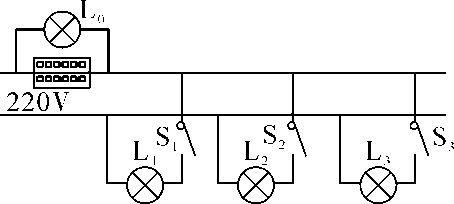 L₀
220V
S₁ S₂ S₃
L₁ L₂ L₃